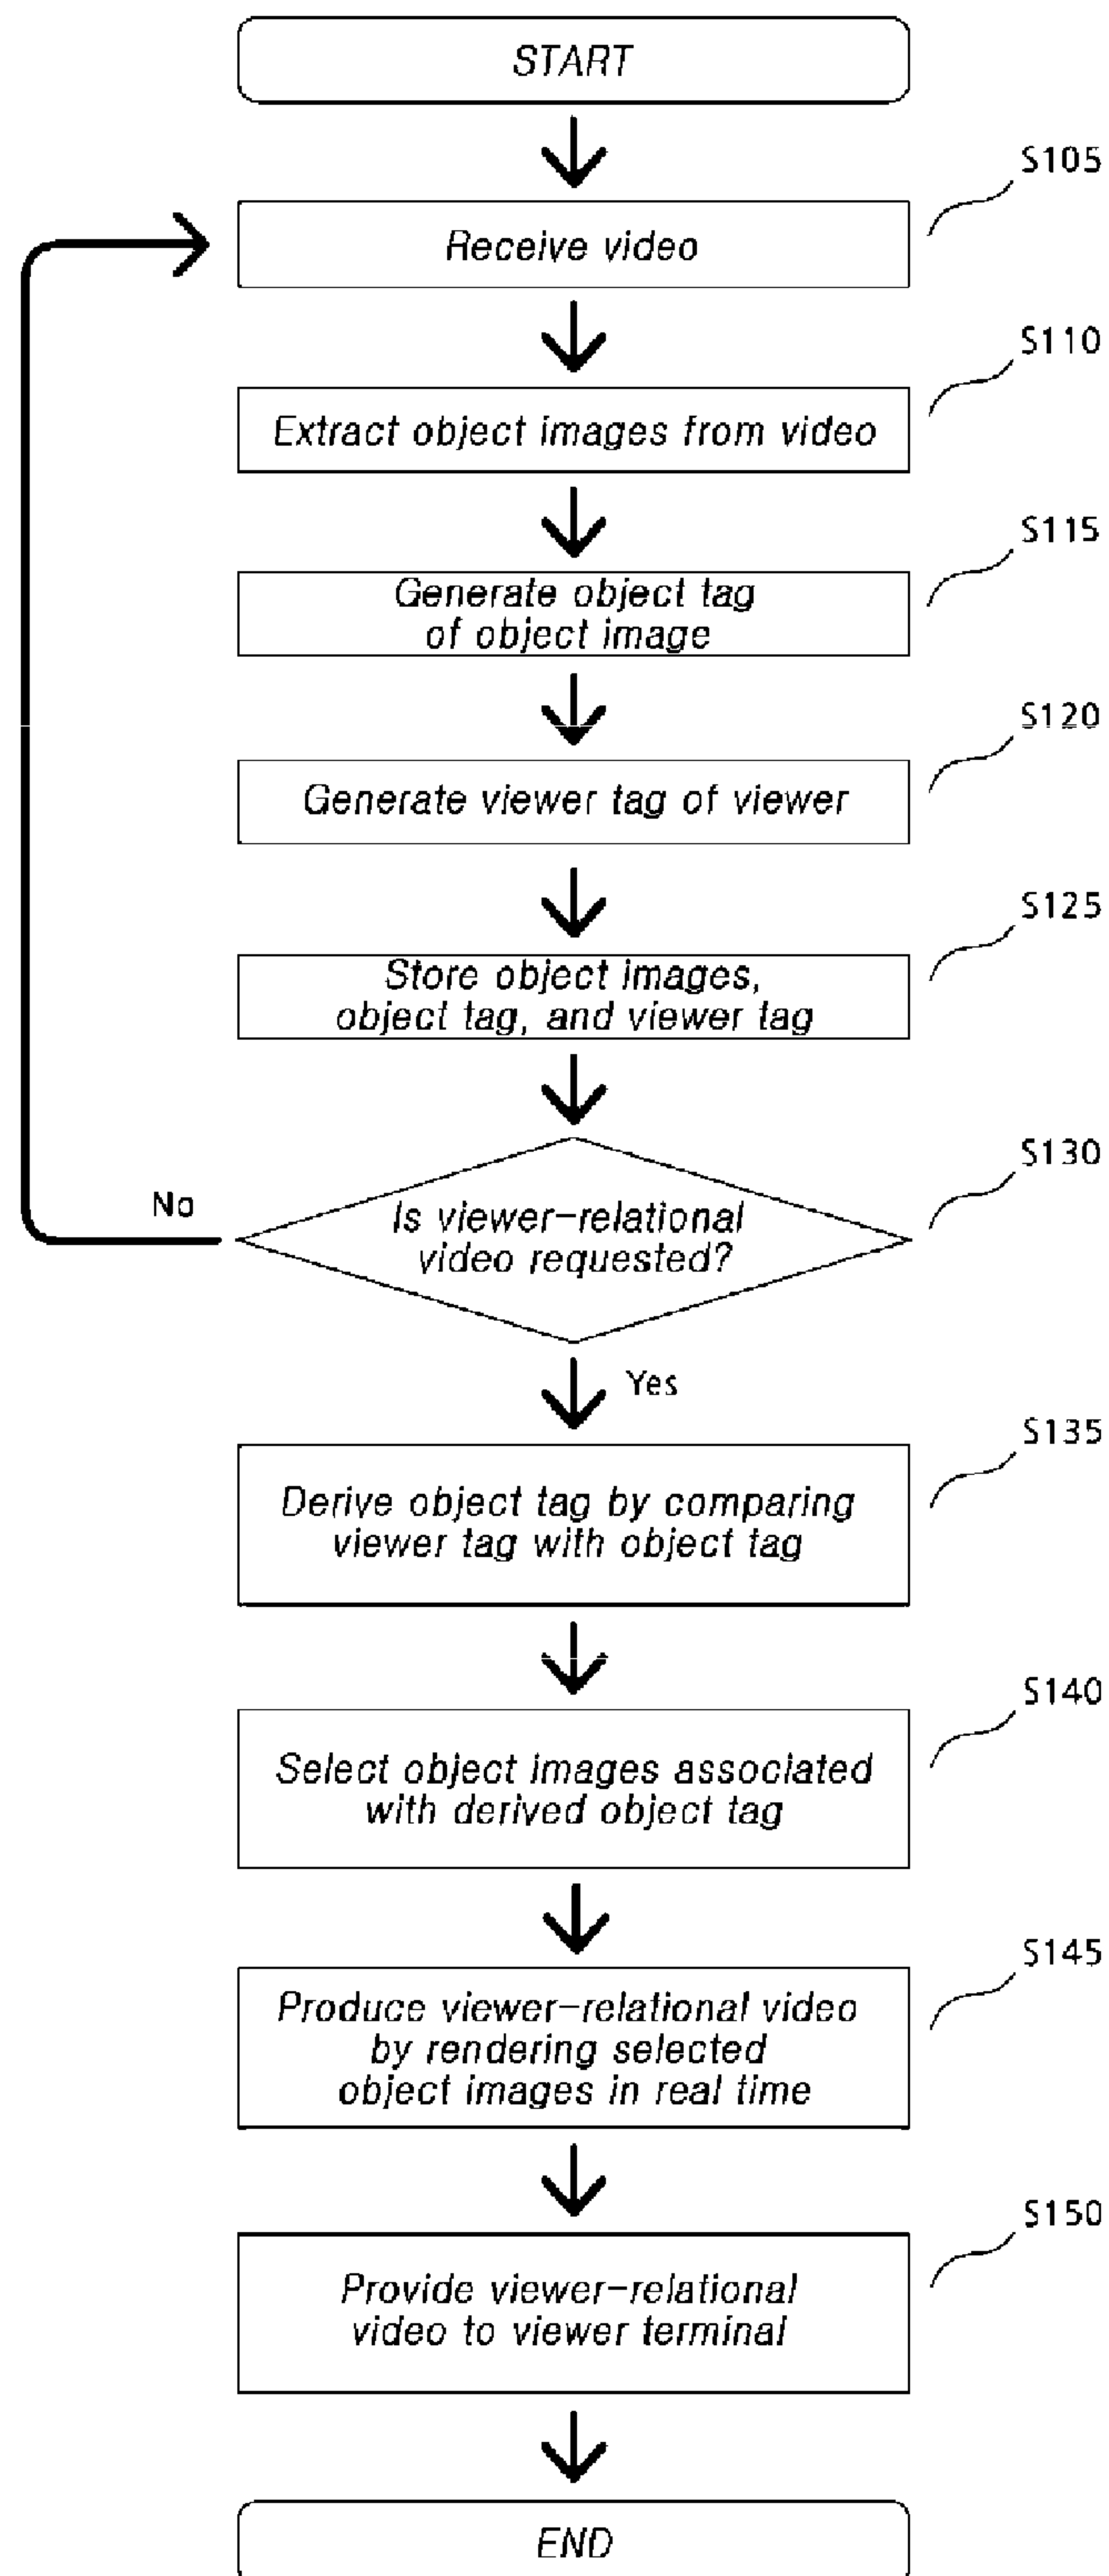 START
S105
Receive video
S110
Extract object images from video
S115
Generate object tag
of object image
S120
Generate viewer tag of viewer
S125
Store object images,
object tag, and viewer tag
S130
No
Is viewer-relational
video requested?
Yes
S135
Derive object tag by comparing
viewer tag with object tag
S140
Select object images associated
with derived object tag
S145
Produce viewer-relational video
by rendering selected
object images in real time
S150
Provide viewer-relational
video to viewer terminal
END